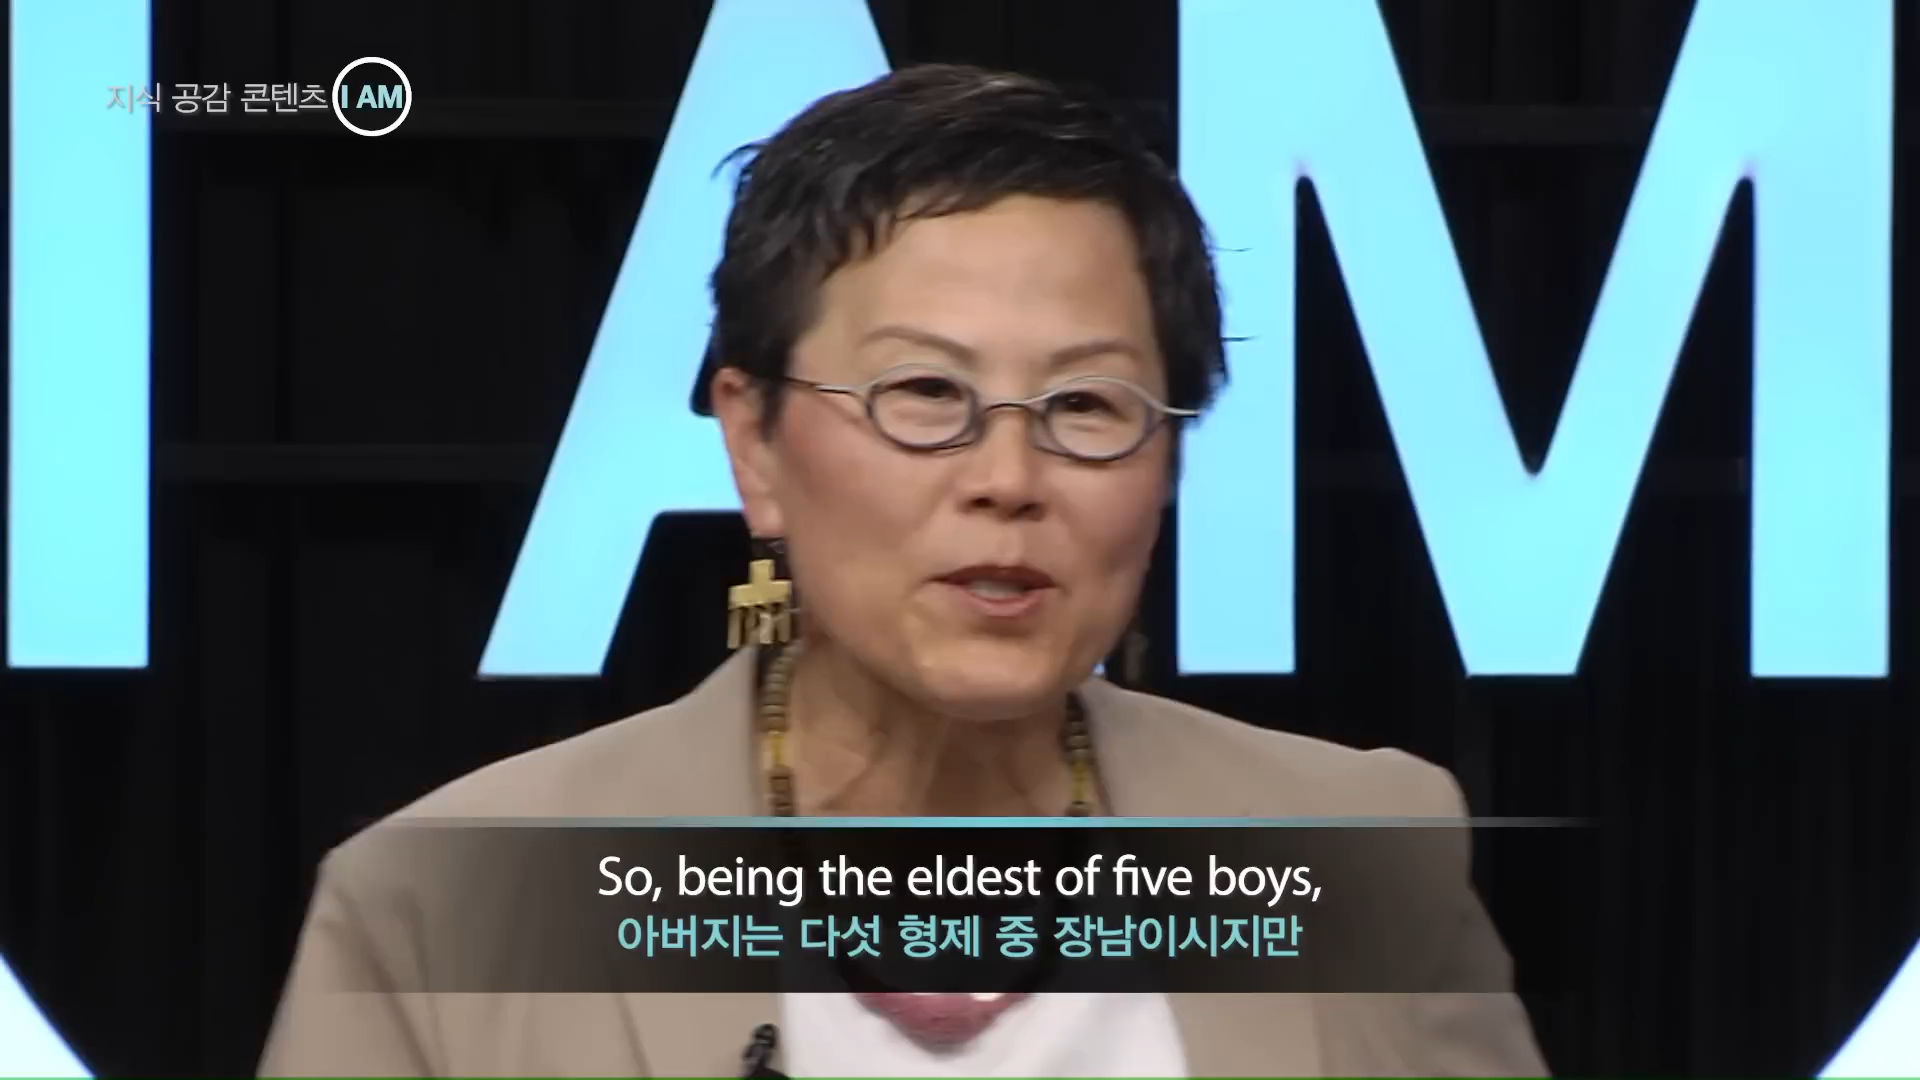 지식 공감 콘텐츠 I AM
I AM
So, being the eldest of five boys,
아버지는 다섯 형제 중 장남이시지만